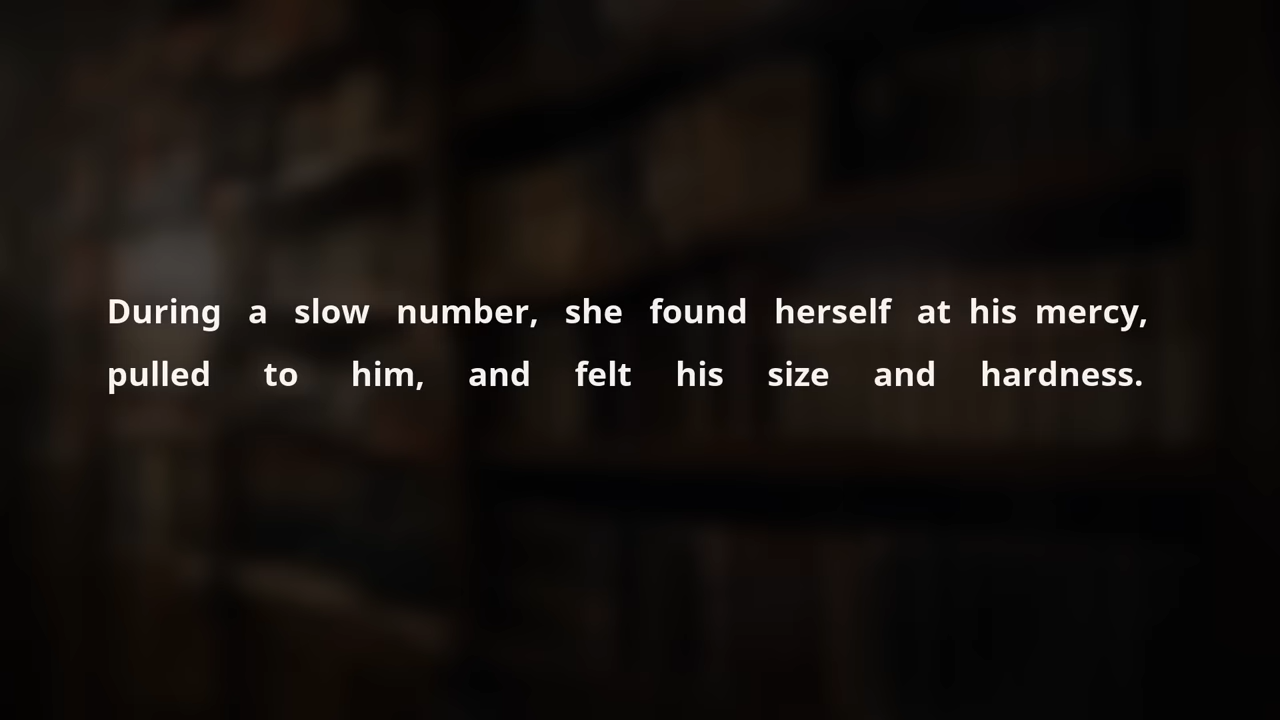 During a slow number, she found herself at his mercy,
pulled to him, and felt his size and hardness.